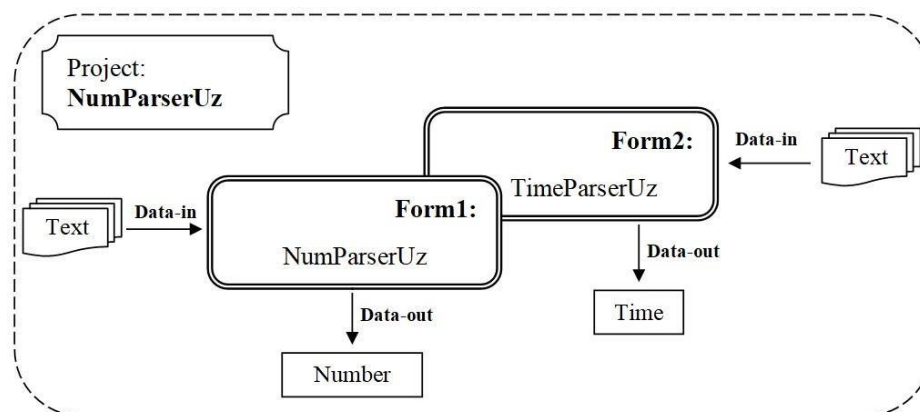 Project:
NumParserUz
Form2:
TimeParserUz
Data-in
Text
Text
Data-in
Form1:
NumParserUz
Data-out
Time
Data-out
Number